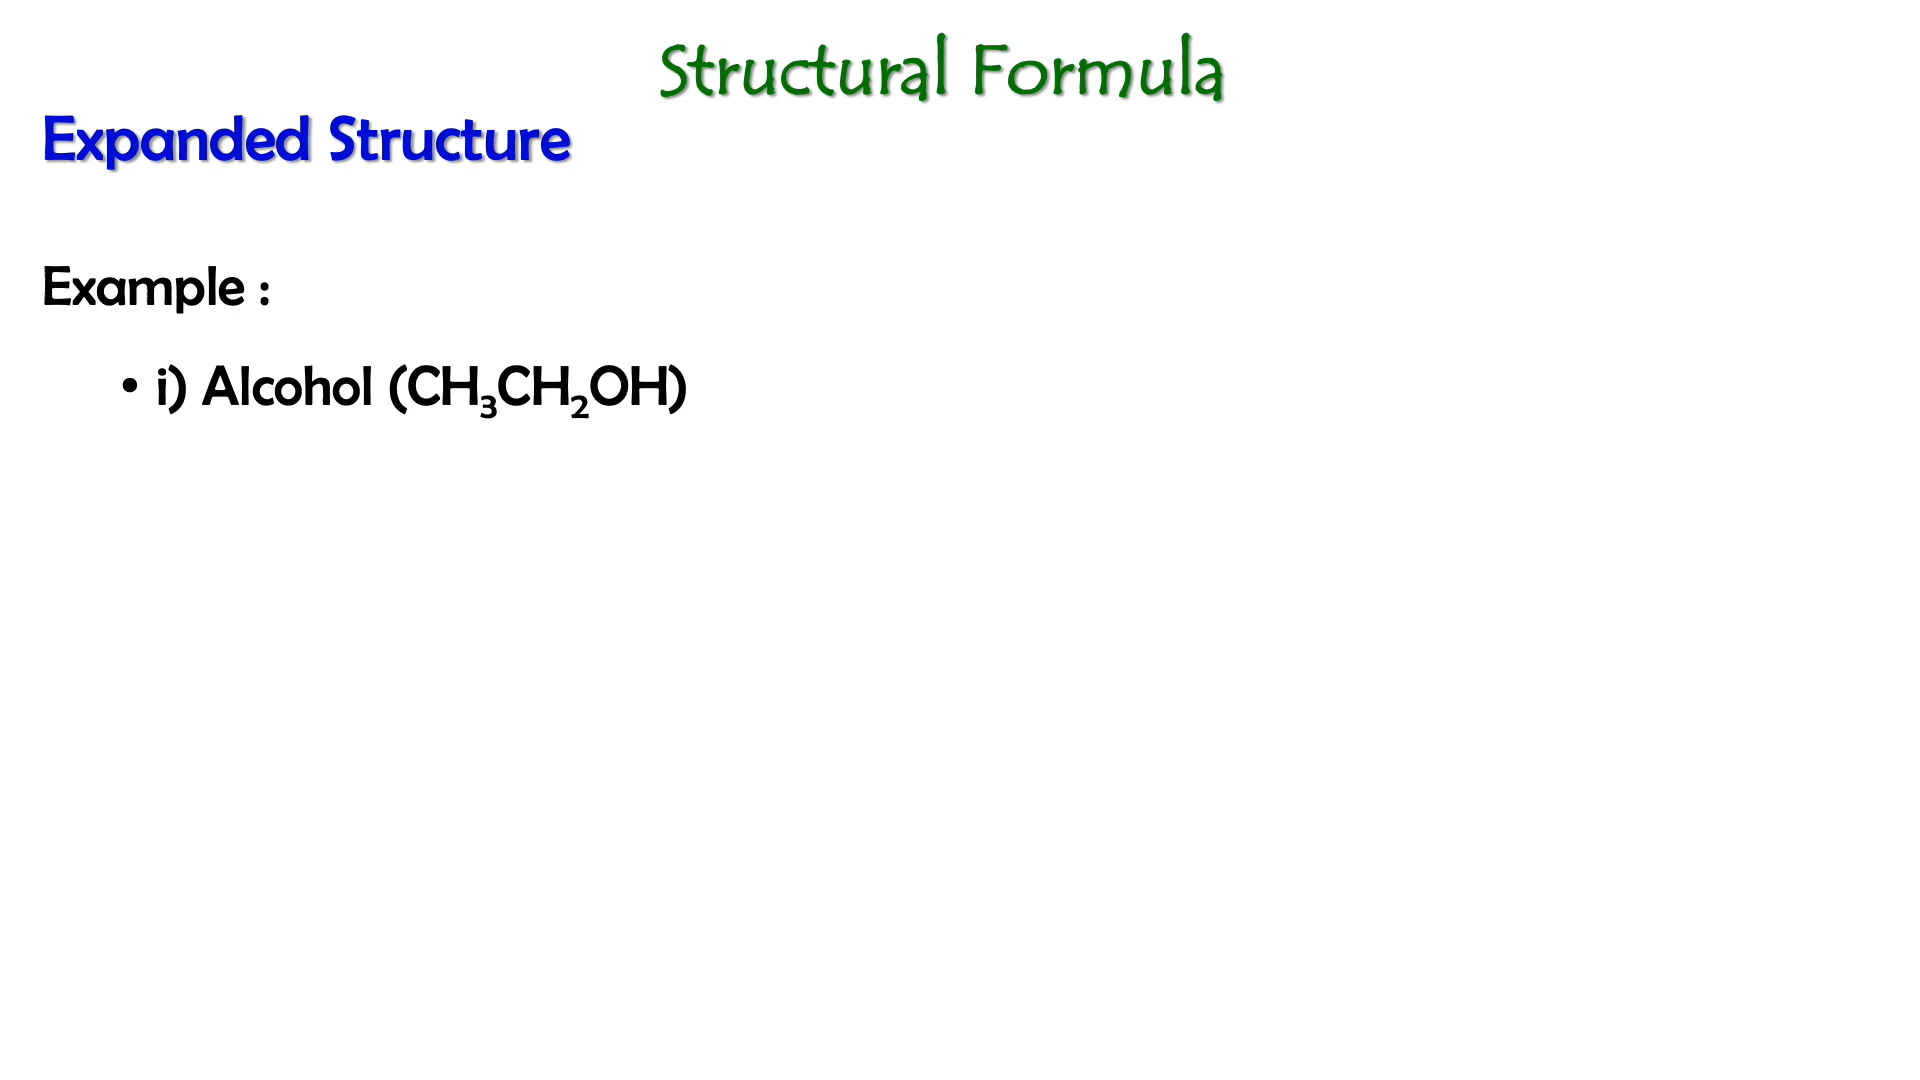 Structural Formula
Expanded Structure
Example :
• i) Alcohol (CH₃CH₂OH)